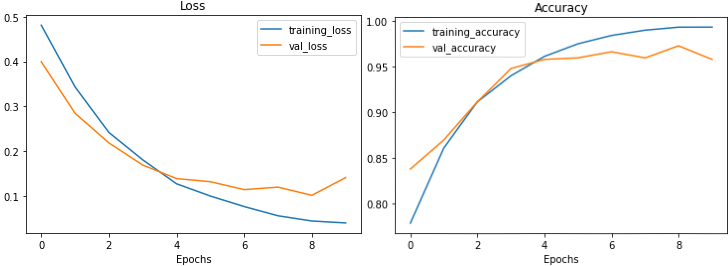 Loss
0.5
0.4
0.3
0.2
0.1
training_loss
val_loss
0 2 4 6 8
Epochs
Accuracy
1.00
0.95
0.90
0.85
0.80
training_accuracy
val_accuracy
0 2 4 6 8
Epochs